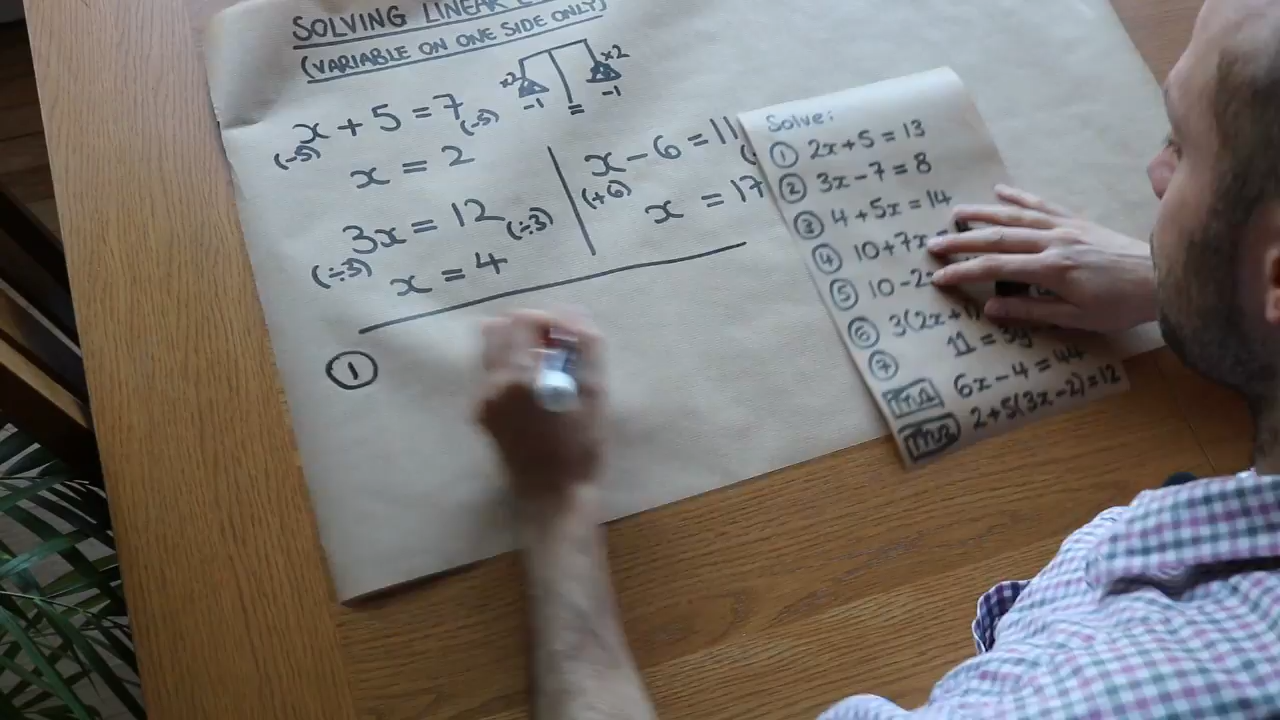 SOLVING LINEAR
(VARIABLE ON ONE SIDE ONLY)
×2 ×2
-1 = -1
x + 5 = 7
(-5) (-5)
x = 2
3x = 12
(÷3) (÷3)
x = 4
x - 6 = 11
(+6) (
x = 17
①
Solve:
① 2x + 5 = 13
② 3x - 7 = 8
③ 4 + 5x = 14
④ 10 + 7x =
⑤ 10 - 2
⑥ 3(2x + 1)
⑦ 11 = 3y
6x - 4 = 44
2 + 5(3x - 2) = 12